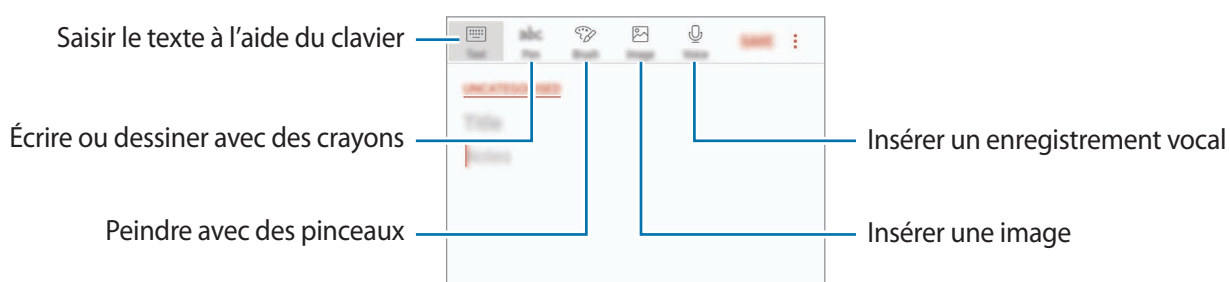 Saisir le texte à l’aide du clavier
Écrire ou dessiner avec des crayons
Peindre avec des pinceaux
abc
Text
Pen
Brush
Image
Voice
SAVE
UNCATEGORISED
Title
Notes
Insérer un enregistrement vocal
Insérer une image